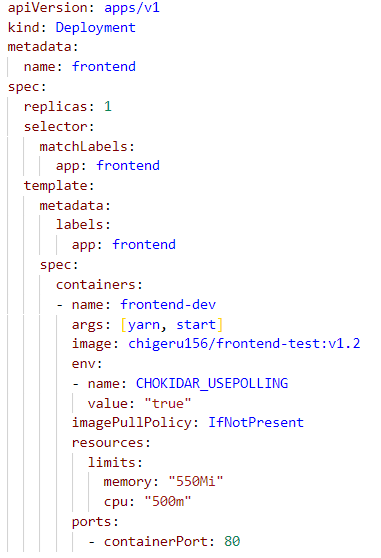 apiVersion: apps/v1
kind: Deployment
metadata:
  name: frontend
spec:
  replicas: 1
  selector:
    matchLabels:
      app: frontend
  template:
    metadata:
      labels:
        app: frontend
    spec:
      containers:
      - name: frontend-dev
        args: [yarn, start]
        image: chigeru156/frontend-test:v1.2
        env:
        - name: CHOKIDAR_USEPOLLING
          value: "true"
        imagePullPolicy: IfNotPresent
        resources:
          limits:
            memory: "550Mi"
            cpu: "500m"
        ports:
          - containerPort: 80